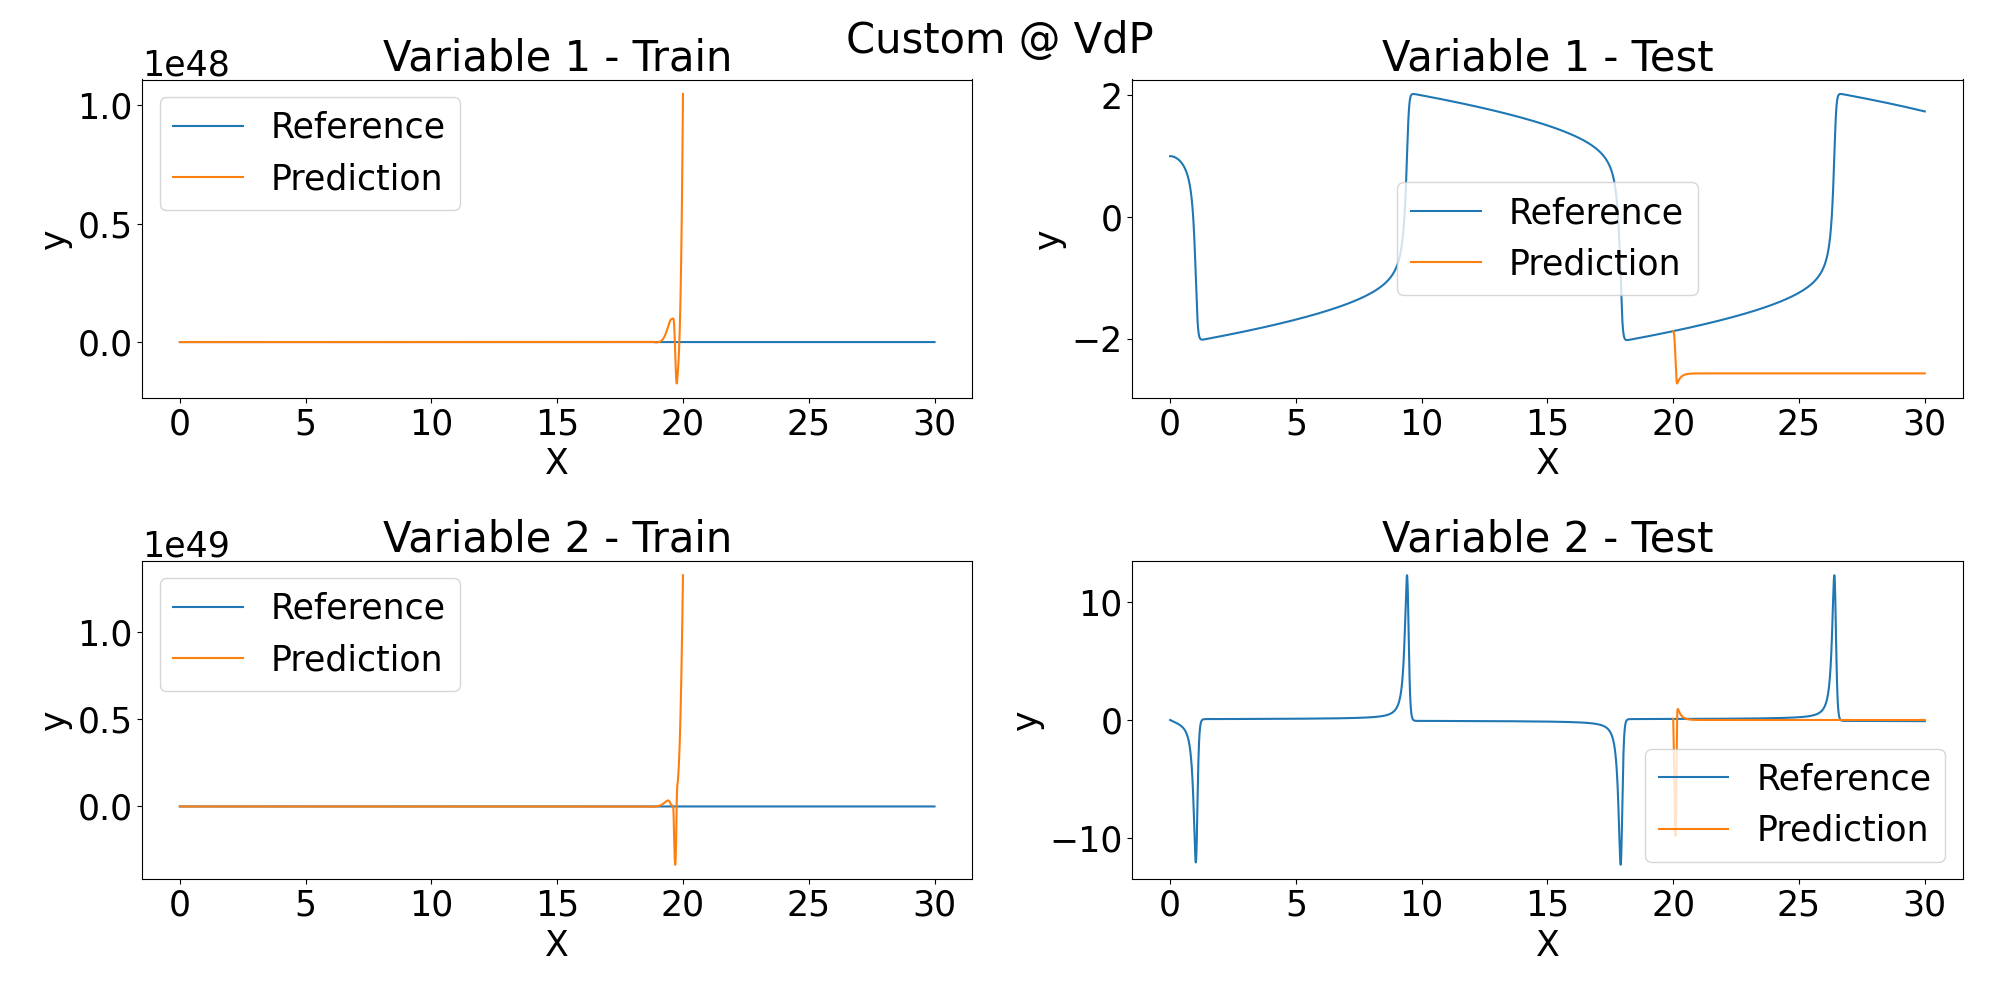 Custom @ VdP
Variable 1 - Train
1e48
1.0
0.5
0.0
y
Reference
Prediction
0 5 10 15 20 25 30
X
Variable 1 - Test
2
0
−2
y
Reference
Prediction
0 5 10 15 20 25 30
X
Variable 2 - Train
1e49
1.0
0.5
0.0
y
Reference
Prediction
0 5 10 15 20 25 30
X
Variable 2 - Test
10
0
−10
y
Reference
Prediction
0 5 10 15 20 25 30
X